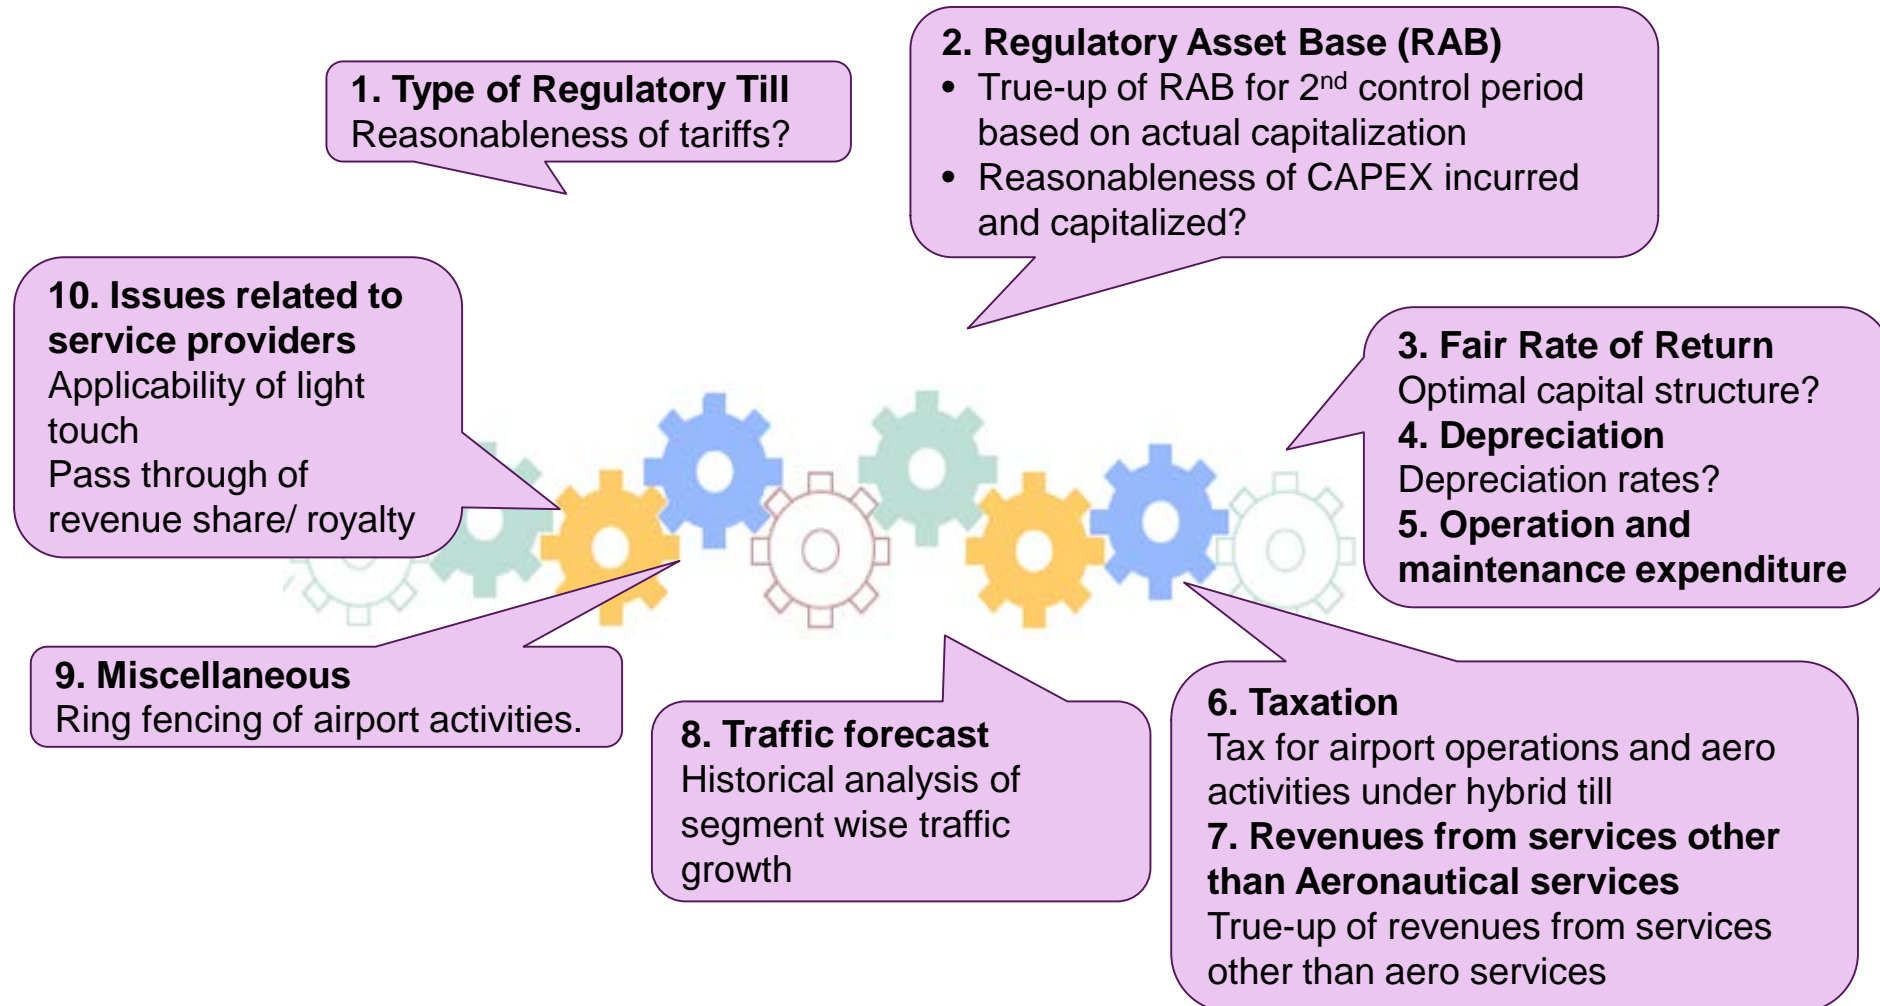 1. Type of Regulatory Till
Reasonableness of tariffs?
2. Regulatory Asset Base (RAB)
• True-up of RAB for 2nd control period
based on actual capitalization
• Reasonableness of CAPEX incurred
and capitalized?
3. Fair Rate of Return
Optimal capital structure?
4. Depreciation
Depreciation rates?
5. Operation and
maintenance expenditure
6. Taxation
Tax for airport operations and aero
activities under hybrid till
7. Revenues from services other
than Aeronautical services
True-up of revenues from services
other than aero services
8. Traffic forecast
Historical analysis of
segment wise traffic
growth
9. Miscellaneous
Ring fencing of airport activities.
10. Issues related to
service providers
Applicability of light
touch
Pass through of
revenue share/ royalty